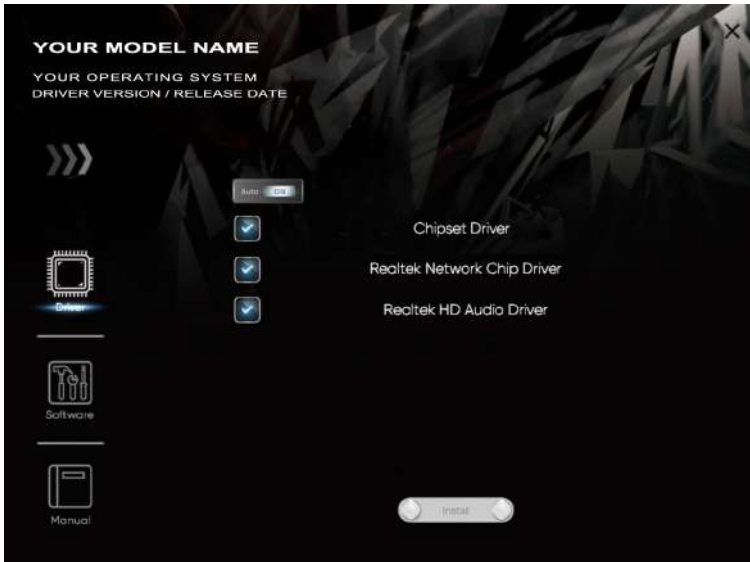 YOUR MODEL NAME
YOUR OPERATING SYSTEM
DRIVER VERSION / RELEASE DATE
Auto ON
Chipset Driver
Realtek Network Chip Driver
Realtek HD Audio Driver
Driver
Software
Manual
Install